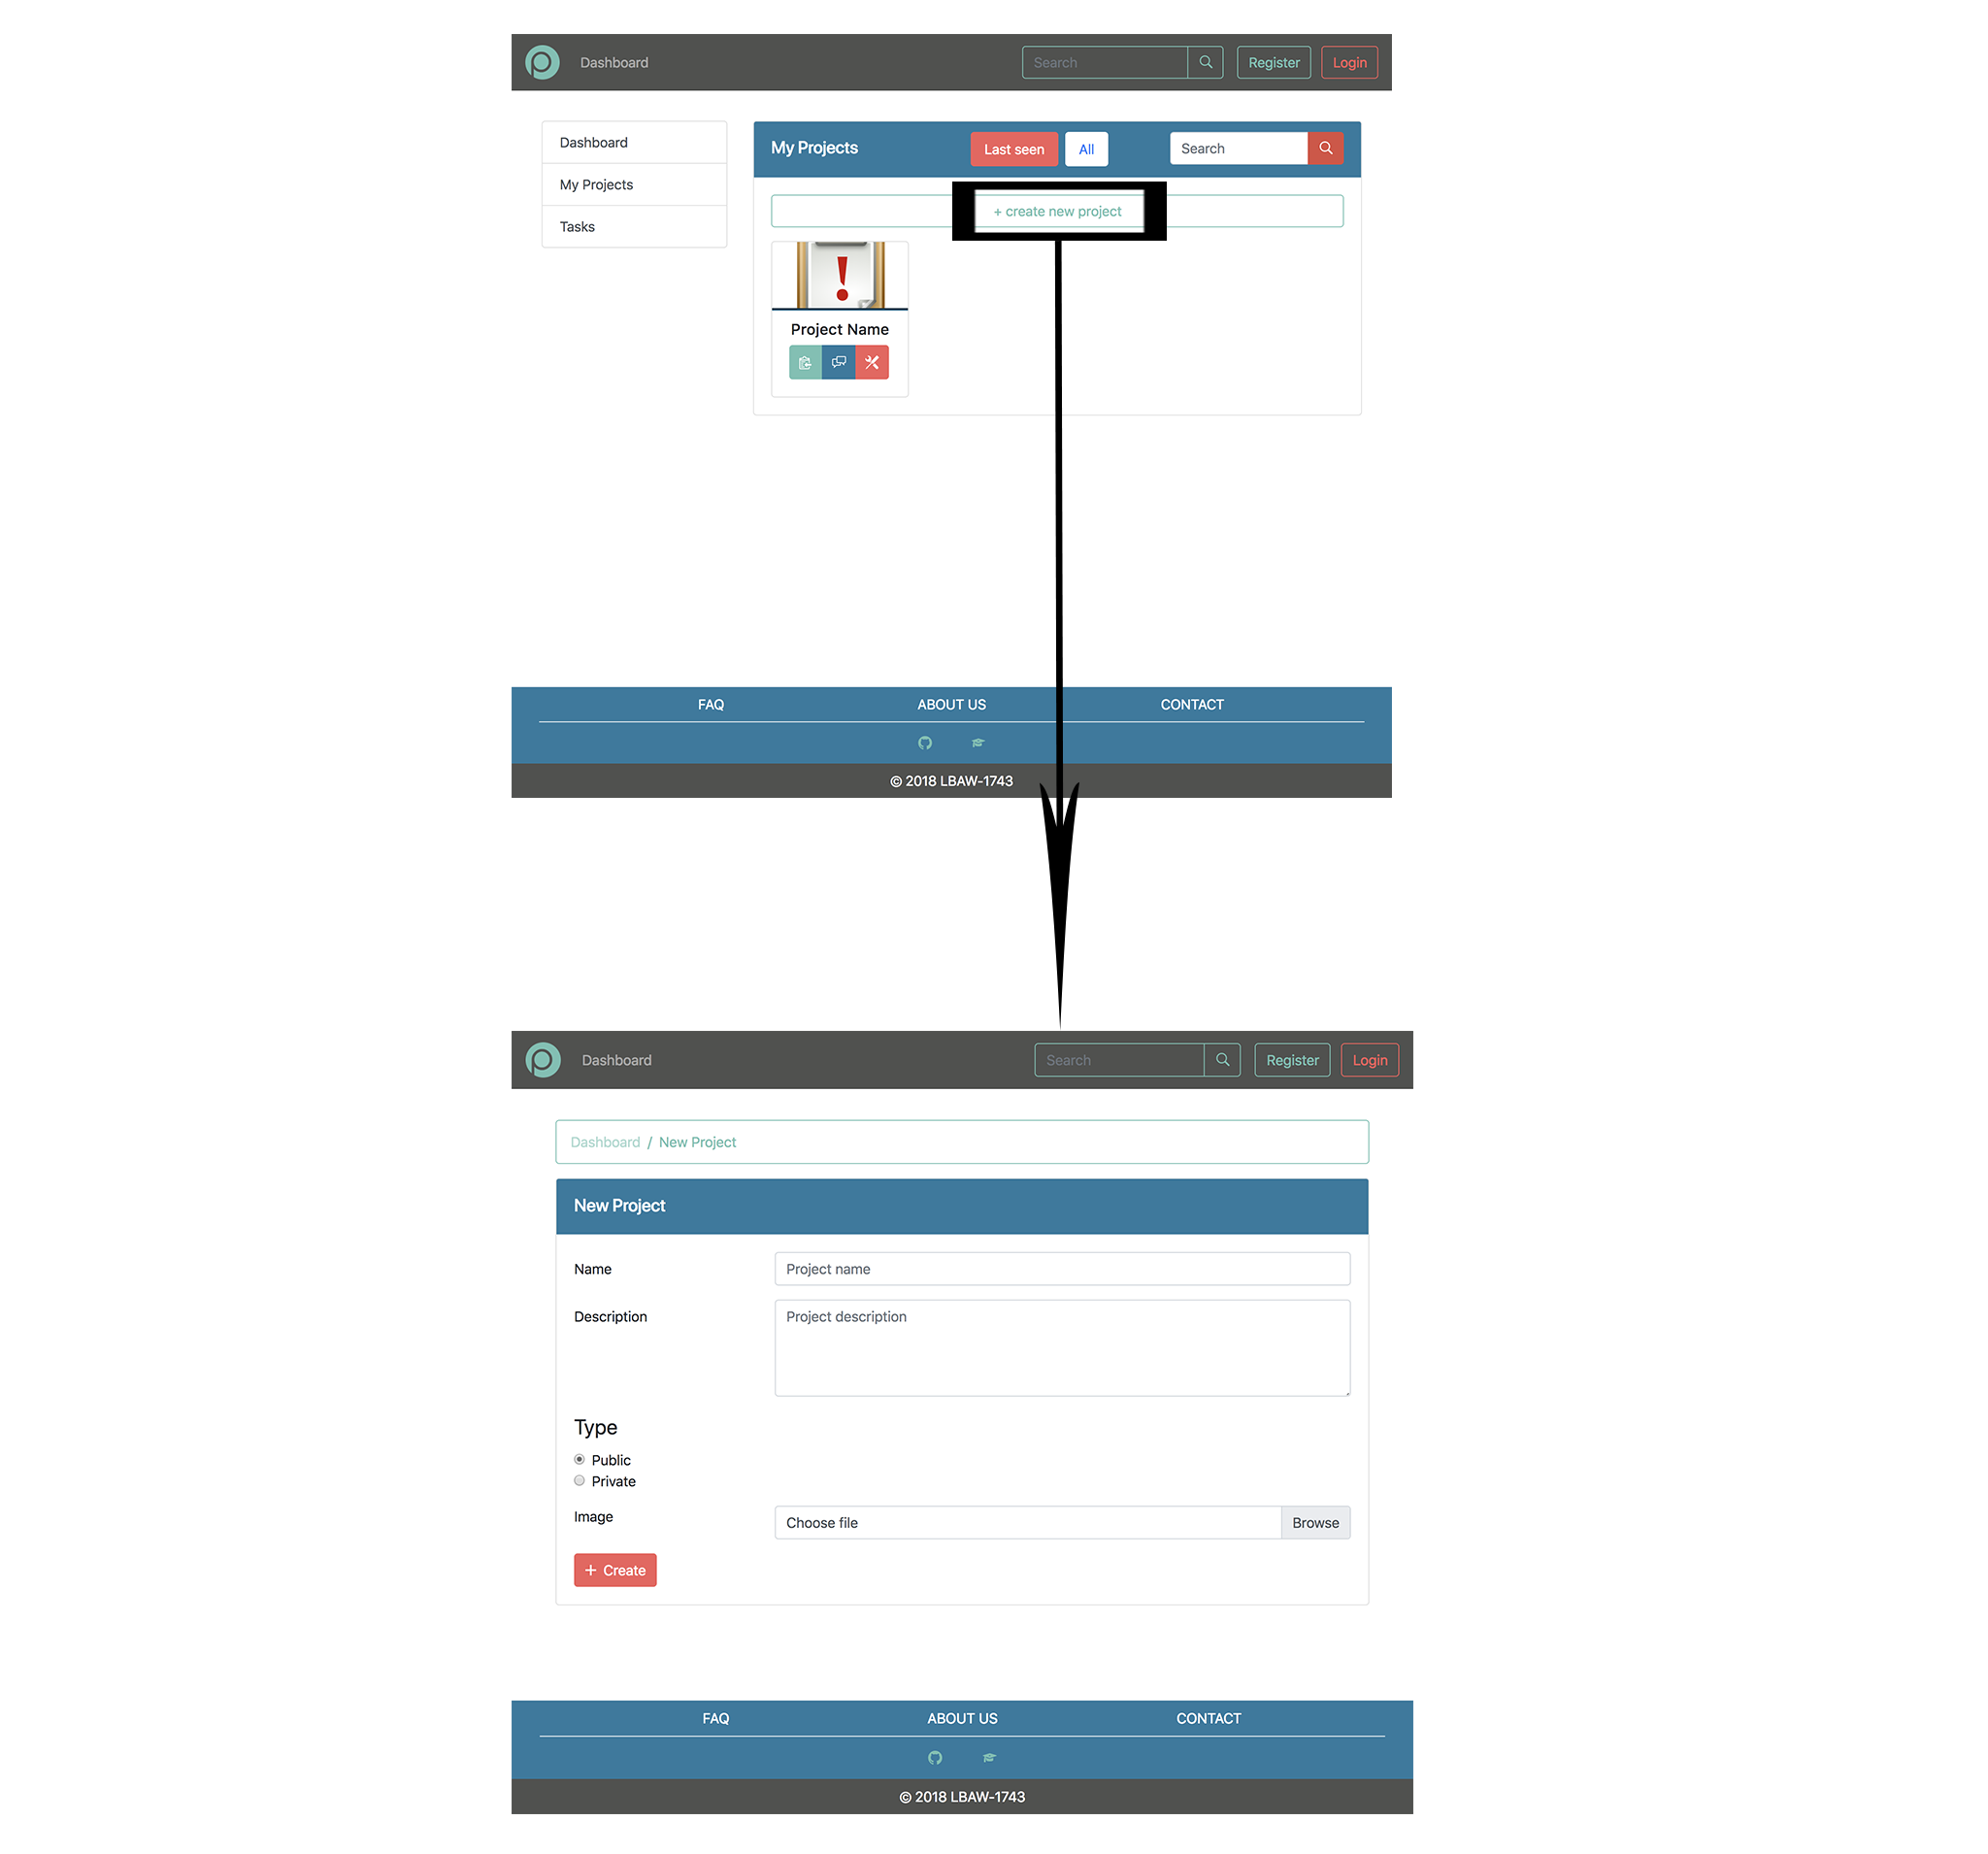 Dashboard Search Register Login
Dashboard
My Projects
Tasks
My Projects Last seen All Search
+ create new project
Project Name
FAQ ABOUT US CONTACT
© 2018 LBAW-1743
Dashboard Search Register Login
Dashboard / New Project
New Project
Name Project name
Description Project description
Type
Public
Private
Image Choose file Browse
+ Create
FAQ ABOUT US CONTACT
© 2018 LBAW-1743